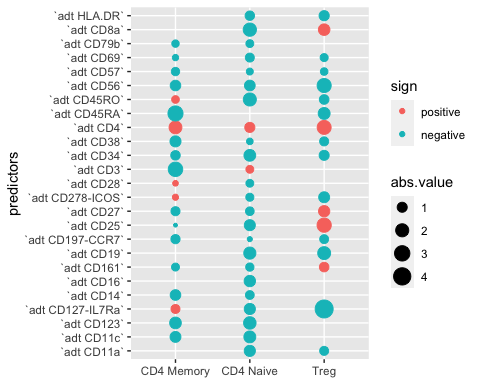 predictors
`adt HLA.DR`
`adt CD8a`
`adt CD79b`
`adt CD69`
`adt CD57`
`adt CD56`
`adt CD45RO`
`adt CD45RA`
`adt CD4`
`adt CD38`
`adt CD34`
`adt CD3`
`adt CD28`
`adt CD278-ICOS`
`adt CD27`
`adt CD25`
`adt CD197-CCR7`
`adt CD19`
`adt CD161`
`adt CD16`
`adt CD14`
`adt CD127-IL7Ra`
`adt CD123`
`adt CD11c`
`adt CD11a`
CD4 Memory CD4 Naive Treg
sign
positive
negative
abs.value
1
2
3
4